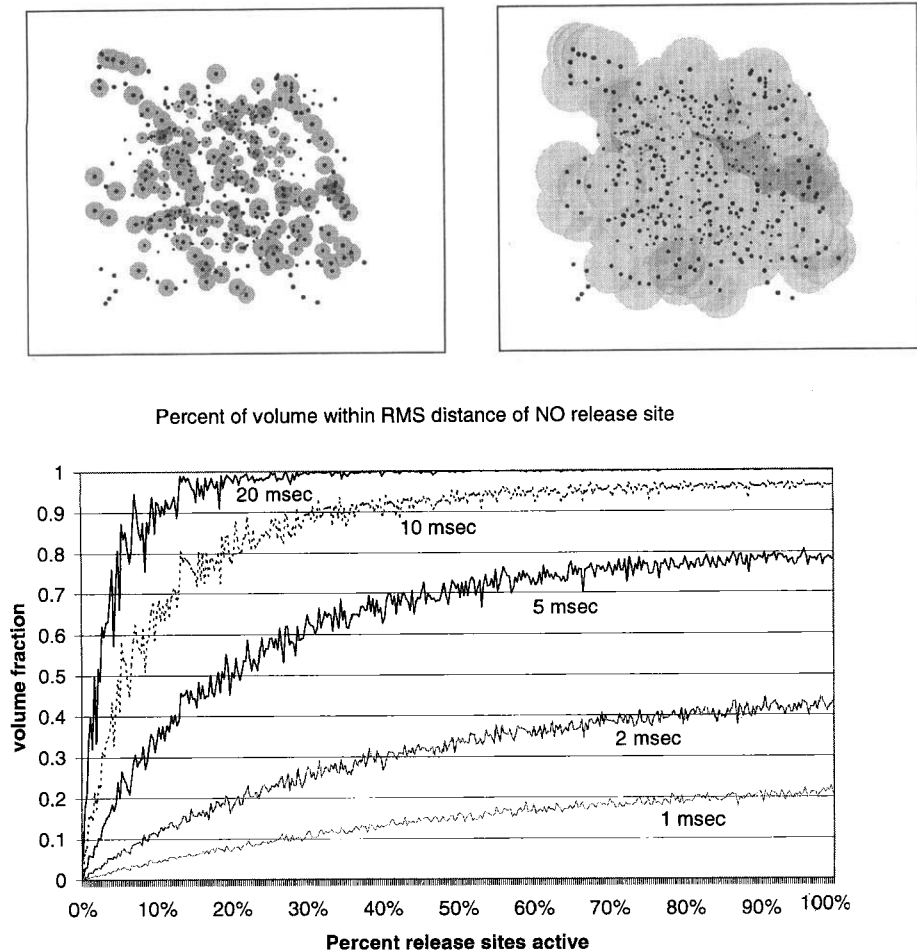 Percent of volume within RMS distance of NO release site
1
0.9
0.8
0.7
0.6
0.5
0.4
0.3
0.2
0.1
0
volume fraction
20 msec
10 msec
5 msec
2 msec
1 msec
0% 10% 20% 30% 40% 50% 60% 70% 80% 90% 100%
Percent release sites active